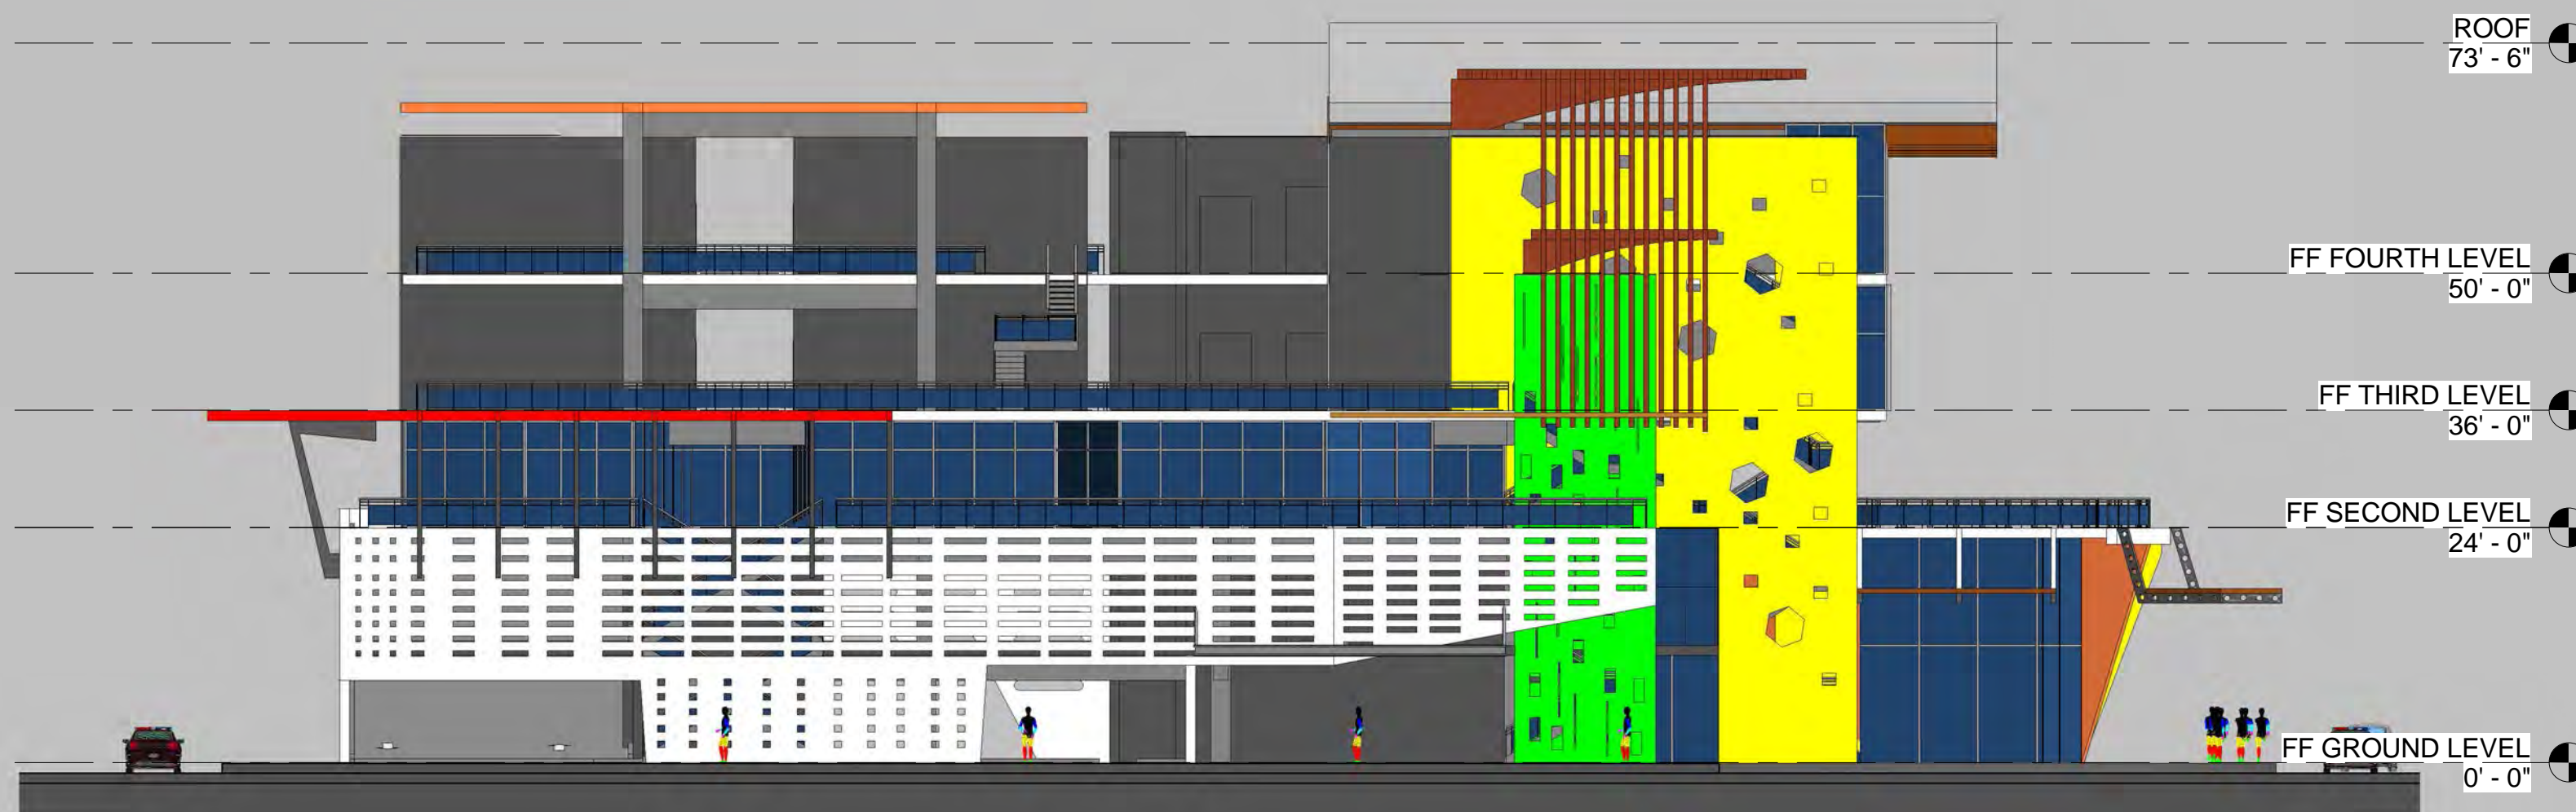 ROOF
73' - 6"
FF FOURTH LEVEL
50' - 0"
FF THIRD LEVEL
36' - 0"
FF SECOND LEVEL
24' - 0"
FF GROUND LEVEL
0' - 0"